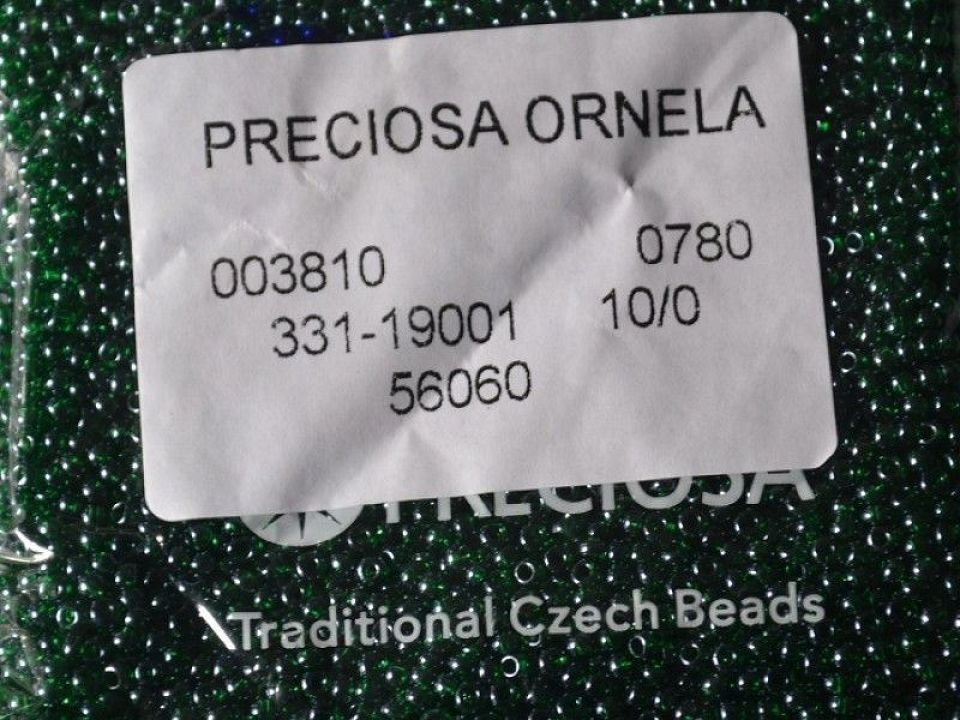 PRECIOSA ORNELA
003810 0780
331-19001 10/0
56060
PRECIOSA
Traditional Czech Beads